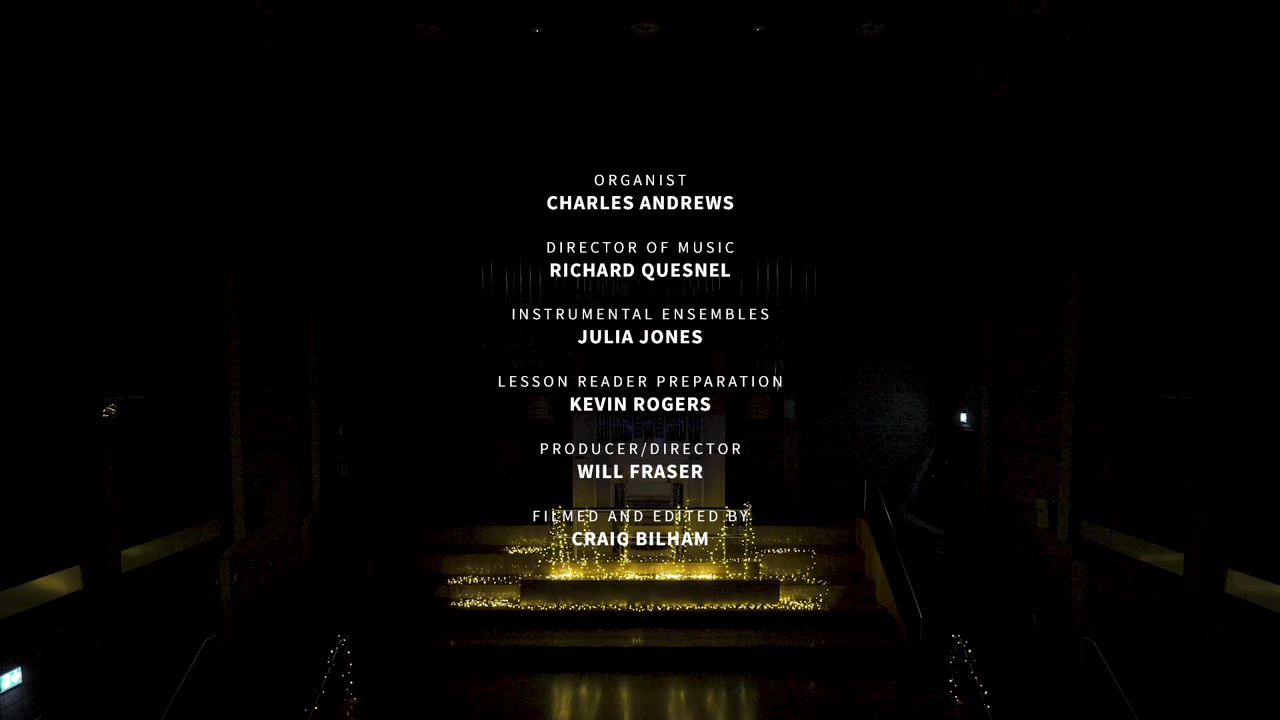 ORGANIST
CHARLES ANDREWS
DIRECTOR OF MUSIC
RICHARD QUESNEL
INSTRUMENTAL ENSEMBLES
JULIA JONES
LESSON READER PREPARATION
KEVIN ROGERS
PRODUCER/DIRECTOR
WILL FRASER
FILMED AND EDITED BY
CRAIG BILHAM